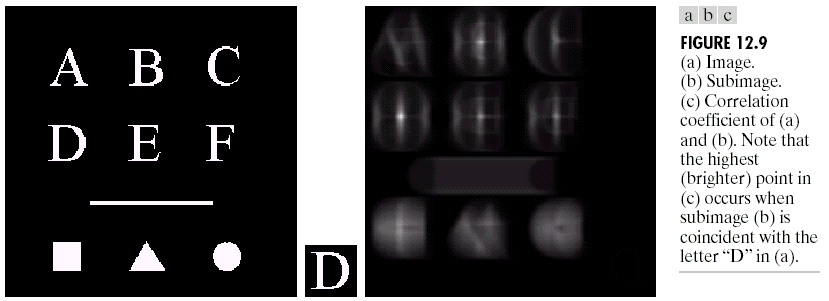 A B C
D E F
D
a b c
FIGURE 12.9
(a) Image.
(b) Subimage.
(c) Correlation
coefficient of (a)
and (b). Note that
the highest
(brighter) point in
(c) occurs when
subimage (b) is
coincident with the
letter “D” in (a).